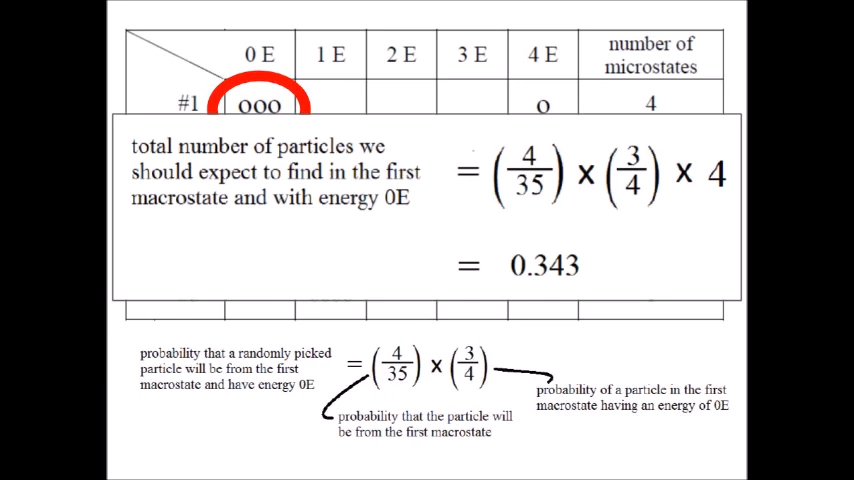 0 E 1 E 2 E 3 E 4 E number of microstates
#1 ooo o 4
total number of particles we
should expect to find in the first
macrostate and with energy 0E
= (4/35) x (3/4) x 4
= 0.343
probability that a randomly picked
particle will be from the first
macrostate and have energy 0E
= (4/35) x (3/4)
probability that the particle will
be from the first macrostate
probability of a particle in the first
macrostate having an energy of 0E